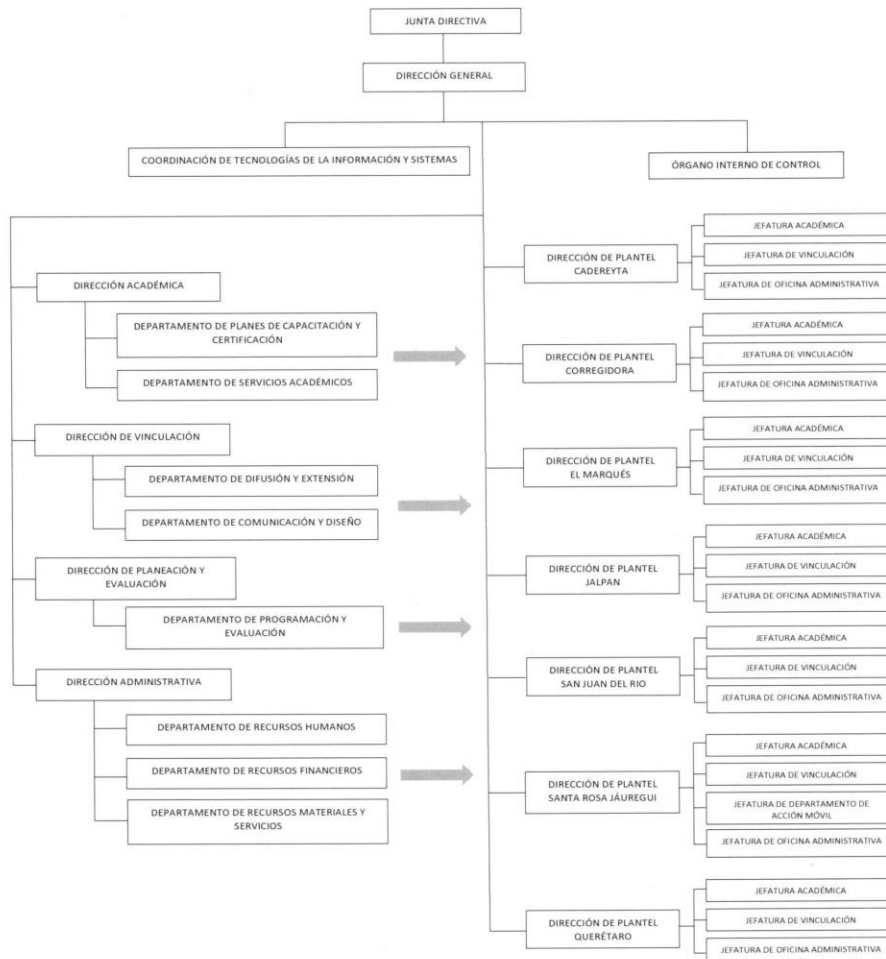 JUNTA DIRECTIVA
DIRECCIÓN GENERAL
COORDINACIÓN DE TECNOLOGÍAS DE LA INFORMACIÓN Y SISTEMAS
ÓRGANO INTERNO DE CONTROL
DIRECCIÓN ACADÉMICA
DEPARTAMENTO DE PLANES DE CAPACITACIÓN Y
CERTIFICACIÓN
DEPARTAMENTO DE SERVICIOS ACADÉMICOS
DIRECCIÓN DE VINCULACIÓN
DEPARTAMENTO DE DIFUSIÓN Y EXTENSIÓN
DEPARTAMENTO DE COMUNICACIÓN Y DISEÑO
DIRECCIÓN DE PLANEACIÓN Y
EVALUACIÓN
DEPARTAMENTO DE PROGRAMACIÓN Y
EVALUACIÓN
DIRECCIÓN ADMINISTRATIVA
DEPARTAMENTO DE RECURSOS HUMANOS
DEPARTAMENTO DE RECURSOS FINANCIEROS
DEPARTAMENTO DE RECURSOS MATERIALES Y
SERVICIOS
DIRECCIÓN DE PLANTEL
CADEREYTA
JEFATURA ACADÉMICA
JEFATURA DE VINCULACIÓN
JEFATURA DE OFICINA ADMINISTRATIVA
DIRECCIÓN DE PLANTEL
CORREGIDORA
JEFATURA ACADÉMICA
JEFATURA DE VINCULACIÓN
JEFATURA DE OFICINA ADMINISTRATIVA
DIRECCIÓN DE PLANTEL
EL MARQUÉS
JEFATURA ACADÉMICA
JEFATURA DE VINCULACIÓN
JEFATURA DE OFICINA ADMINISTRATIVA
DIRECCIÓN DE PLANTEL
JALPAN
JEFATURA ACADÉMICA
JEFATURA DE VINCULACIÓN
JEFATURA DE OFICINA ADMINISTRATIVA
DIRECCIÓN DE PLANTEL
SAN JUAN DEL RIO
JEFATURA ACADÉMICA
JEFATURA DE VINCULACIÓN
JEFATURA DE OFICINA ADMINISTRATIVA
DIRECCIÓN DE PLANTEL
SANTA ROSA JÁUREGUI
JEFATURA ACADÉMICA
JEFATURA DE VINCULACIÓN
JEFATURA DE DEPARTAMENTO DE
ACCIÓN MÓVIL
JEFATURA DE OFICINA ADMINISTRATIVA
DIRECCIÓN DE PLANTEL
QUERÉTARO
JEFATURA ACADÉMICA
JEFATURA DE VINCULACIÓN
JEFATURA DE OFICINA ADMINISTRATIVA